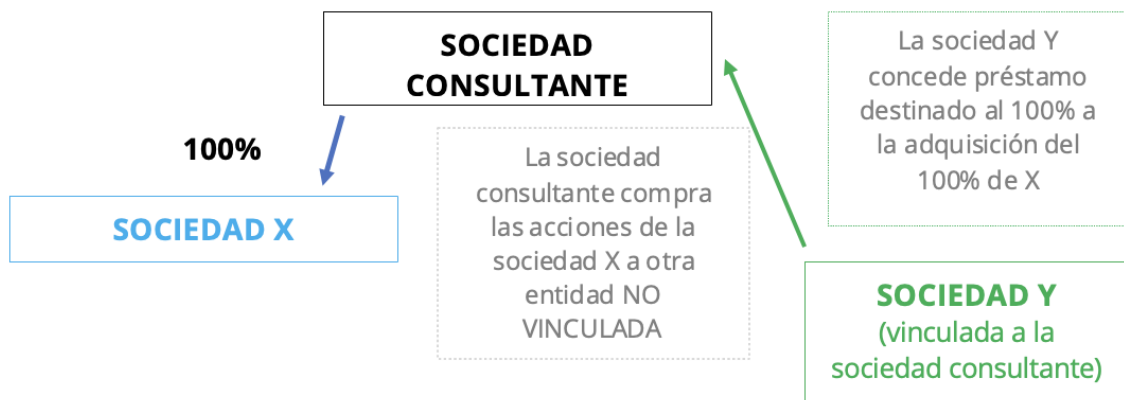 SOCIEDAD
CONSULTANTE
La sociedad Y
concede préstamo
destinado al 100% a
la adquisición del
100% de X
100%
La sociedad
consultante compra
las acciones de la
sociedad X a otra
entidad NO
VINCULADA
SOCIEDAD X
SOCIEDAD Y
(vinculada a la
sociedad consultante)